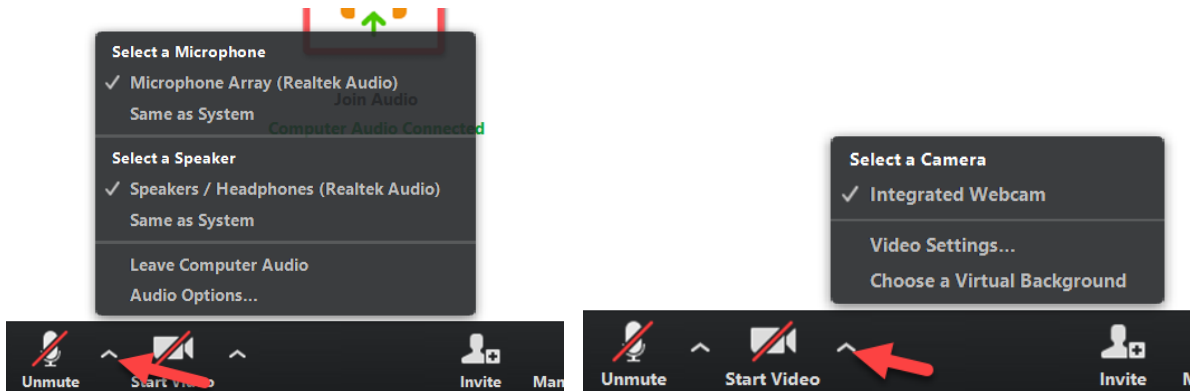 Select a Microphone
Microphone Array (Realtek Audio)
Join Audio
Same as System
Computer Audio Connected
Select a Speaker
Speakers / Headphones (Realtek Audio)
Same as System
Leave Computer Audio
Audio Options...
Unmute
Start Video
Invite
Man
Select a Camera
Integrated Webcam
Video Settings...
Choose a Virtual Background
Unmute
Start Video
Invite